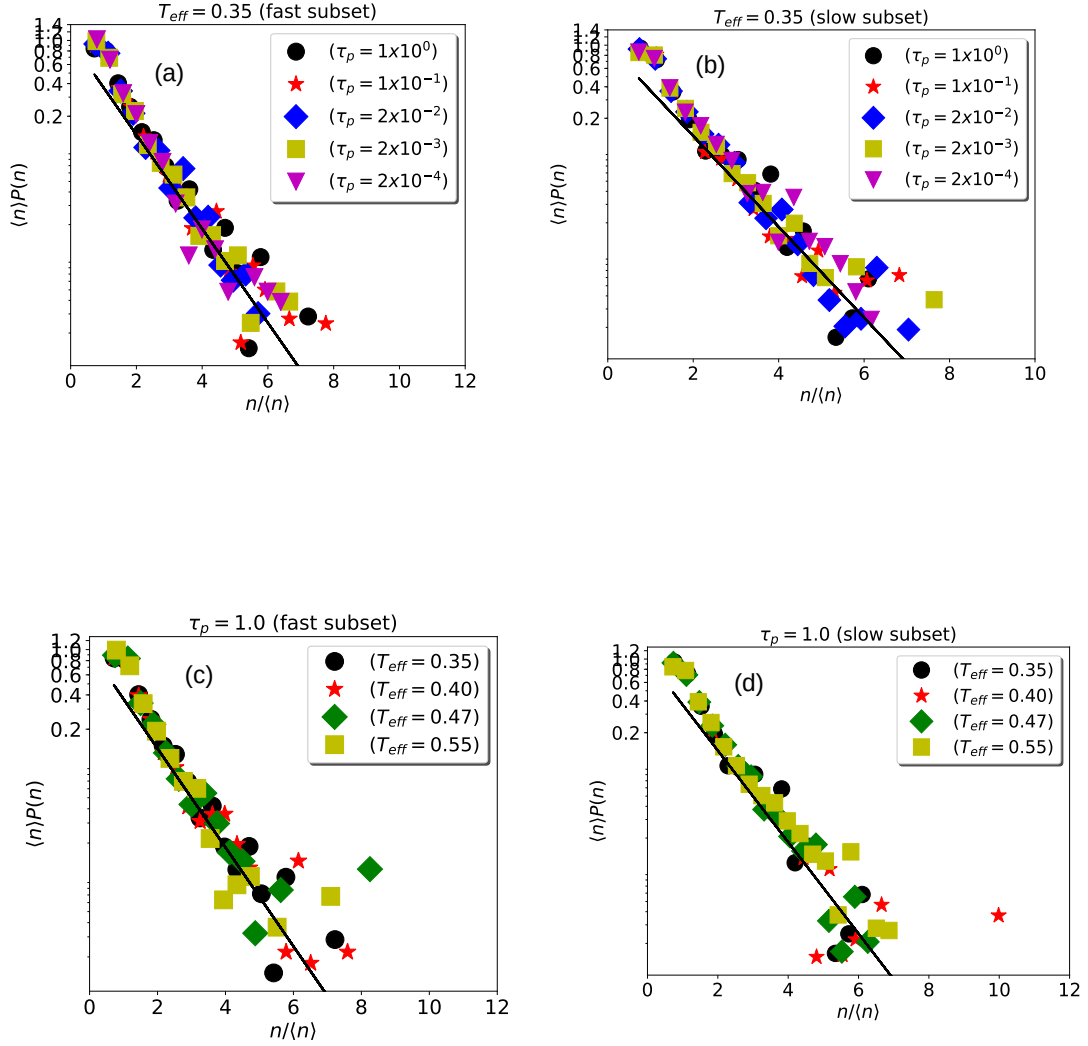 T_eff = 0.35 (fast subset)
(a)
1.4
1.2
1.0
0.8
0.6
0.4
0.2
⟨n⟩P(n)
(τ_p = 1x10⁰)
(τ_p = 1x10⁻¹)
(τ_p = 2x10⁻²)
(τ_p = 2x10⁻³)
(τ_p = 2x10⁻⁴)
0 2 4 6 8 10 12
n/⟨n⟩
T_eff = 0.35 (slow subset)
(b)
1.4
1.2
1.0
0.8
0.6
0.4
0.2
⟨n⟩P(n)
(τ_p = 1x10⁰)
(τ_p = 1x10⁻¹)
(τ_p = 2x10⁻²)
(τ_p = 2x10⁻³)
(τ_p = 2x10⁻⁴)
0 2 4 6 8 10
n/⟨n⟩
τ_p = 1.0 (fast subset)
(c)
1.2
1.0
0.8
0.6
0.4
0.2
⟨n⟩P(n)
(T_eff = 0.35)
(T_eff = 0.40)
(T_eff = 0.47)
(T_eff = 0.55)
0 2 4 6 8 10 12
n/⟨n⟩
τ_p = 1.0 (slow subset)
(d)
1.2
1.0
0.8
0.6
0.4
0.2
⟨n⟩P(n)
(T_eff = 0.35)
(T_eff = 0.40)
(T_eff = 0.47)
(T_eff = 0.55)
0 2 4 6 8 10 12
n/⟨n⟩